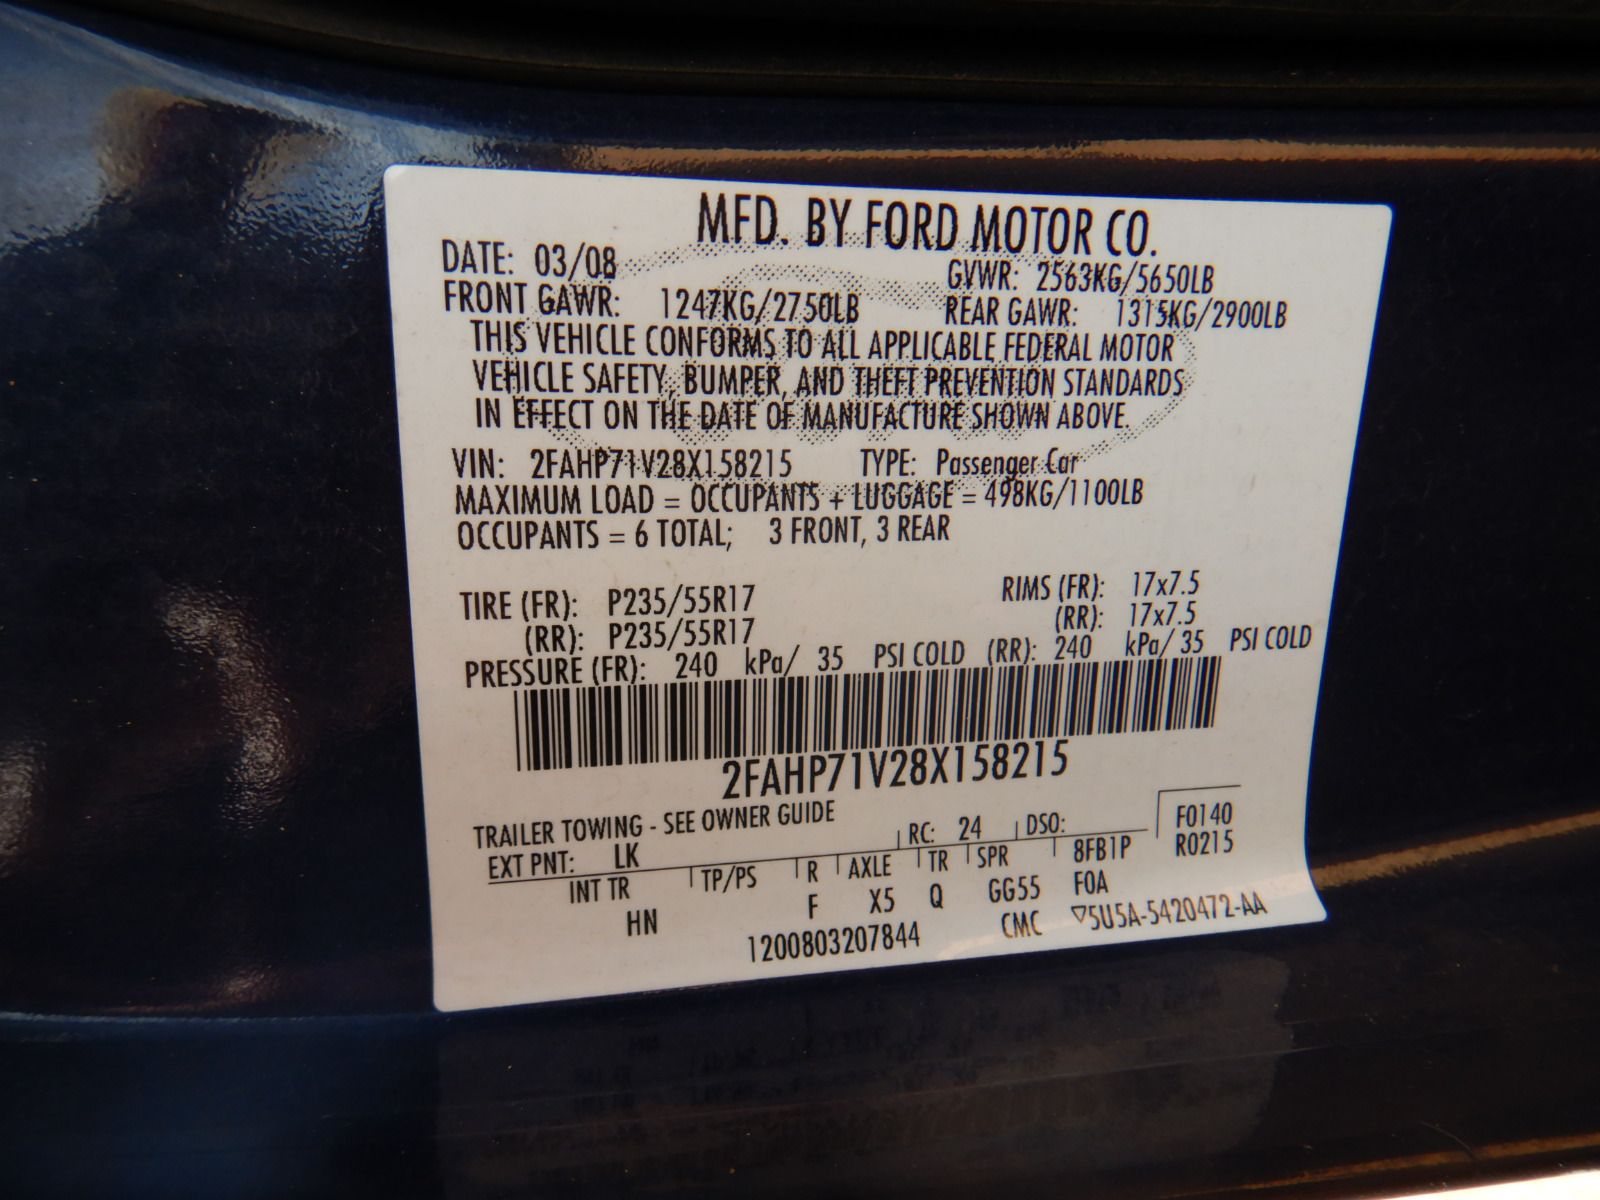 MFD. BY FORD MOTOR CO.
DATE: 03/08 GVWR: 2563KG/5650LB
FRONT GAWR: 1247KG/2750LB REAR GAWR: 1315KG/2900LB
THIS VEHICLE CONFORMS TO ALL APPLICABLE FEDERAL MOTOR
VEHICLE SAFETY, BUMPER, AND THEFT PREVENTION STANDARDS
IN EFFECT ON THE DATE OF MANUFACTURE SHOWN ABOVE.
VIN: 2FAHP71V28X158215 TYPE: Passenger Car
MAXIMUM LOAD = OCCUPANTS + LUGGAGE = 498KG/1100LB
OCCUPANTS = 6 TOTAL; 3 FRONT, 3 REAR
TIRE (FR): P235/55R17 RIMS (FR): 17x7.5
(RR): P235/55R17 (RR): 17x7.5
PRESSURE (FR): 240 kPa/ 35 PSI COLD (RR): 240 kPa/ 35 PSI COLD
2FAHP71V28X158215
TRAILER TOWING - SEE OWNER GUIDE RC: 24 DSO: F0140
EXT PNT: LK R0215
INT TR TP/PS R AXLE TR SPR 8FB1P
HN F X5 Q GG55 F0A
1200803207844 CMC ▽5U5A-5420472-AA